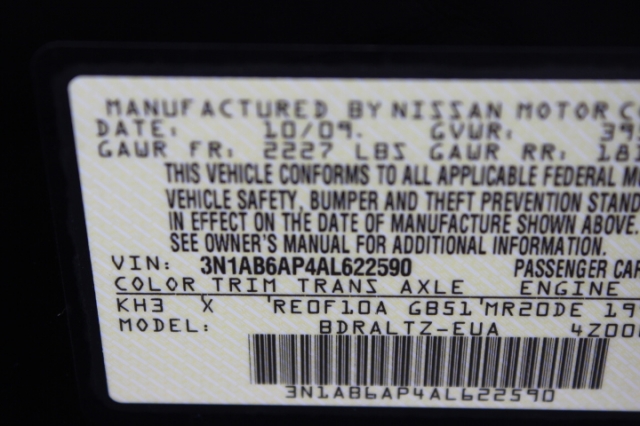 MANUFACTURED BY NISSAN MOTOR CO
DATE: 10/09. GVWR: 39
GAWR FR: 2227 LBS GAWR RR: 181
THIS VEHICLE CONFORMS TO ALL APPLICABLE FEDERAL M
VEHICLE SAFETY, BUMPER AND THEFT PREVENTION STAND
IN EFFECT ON THE DATE OF MANUFACTURE SHOWN ABOVE.
SEE OWNER'S MANUAL FOR ADDITIONAL INFORMATION
VIN: 3N1AB6AP4AL622590 PASSENGER CAR
COLOR TRIM TRANS AXLE ENGINE
KH3 X 'RE0F10A GB51'MR20DE 19
MODEL: BDRALTZ-EUA 4Z00
3N1AB6AP4AL622590